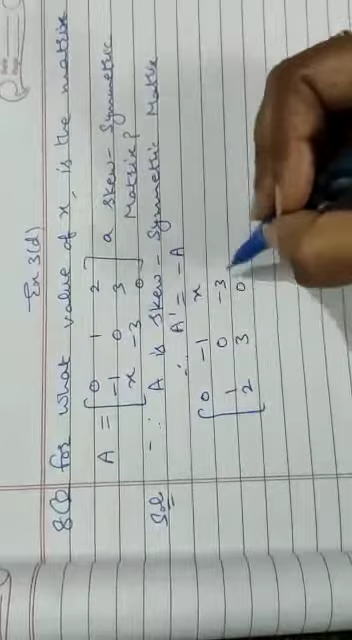 Ex 3(d)
8(i) for what value of x, is the matrix
A = [0 1 2
-1 0 3
x -3 0] a skew-Symmetric Matrix?
Sol ∵ A is skew-Symmetric Matrix
∴ A' = -A
[0 -1 x
1 0 -3
2 3 0